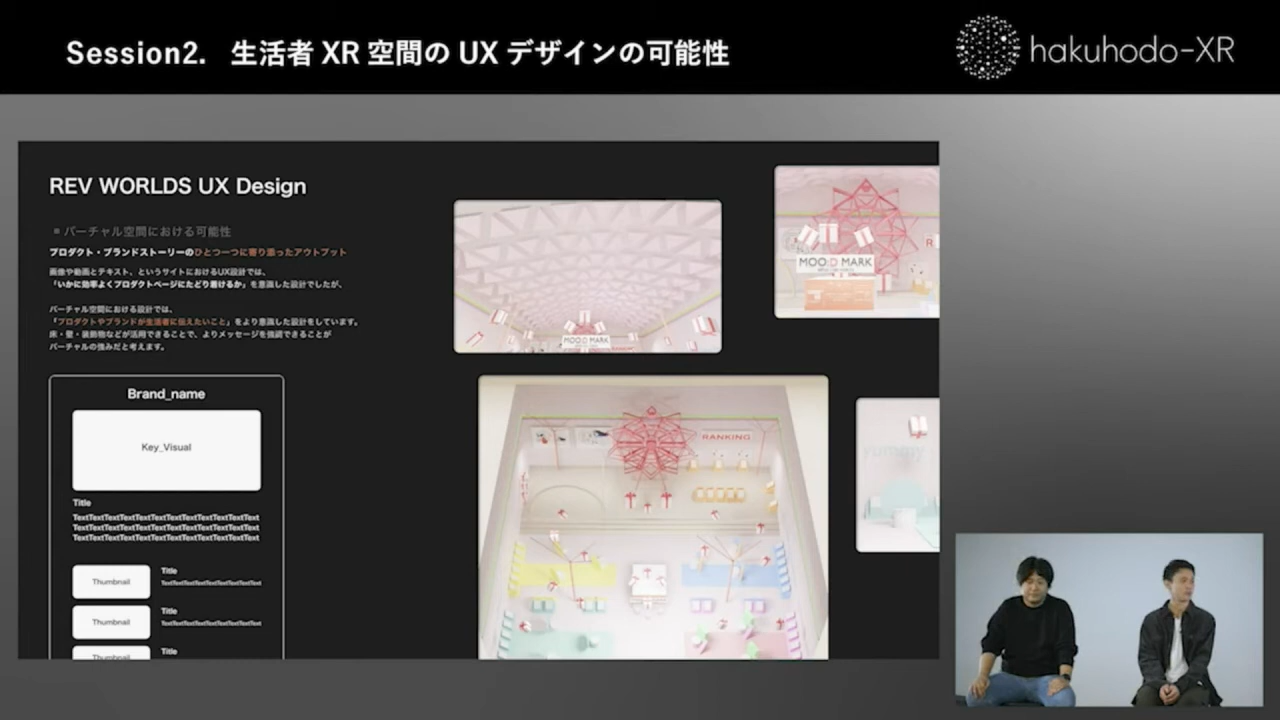 Session2. 生活者 XR 空間の UX デザインの可能性
hakuhodo-XR
REV WORLDS UX Design
■ バーチャル空間における可能性
プロダクト・ブランドストーリーのひとつ一つに寄り添ったアウトプット
画像や動画とテキスト、というサイトにおけるUX設計では、
「いかに効率よくプロダクトページにたどり着けるか」を意識した設計でしたが、
バーチャル空間における設計では、
「プロダクトやブランドが生活者に伝えたいこと」をより意識した設計をしています。
床・壁・装飾物などが活用できることで、よりメッセージを強調できることが
バーチャルの強みだと考えます。
Brand_name
Key_Visual
Title
TextTextTextTextTextTextTextTextTextTextTextText
TextTextTextTextTextTextTextTextTextTextTextText
TextTextTextTextTextTextTextTextTextTextTextText
Thumbnail
Title
TextTextTextTextTextTextTextText
Thumbnail
Title
TextTextTextTextTextTextTextText
Thumbnail
Title
MOO:D MARK
MOO:D MARK
R
RANKING
yummy